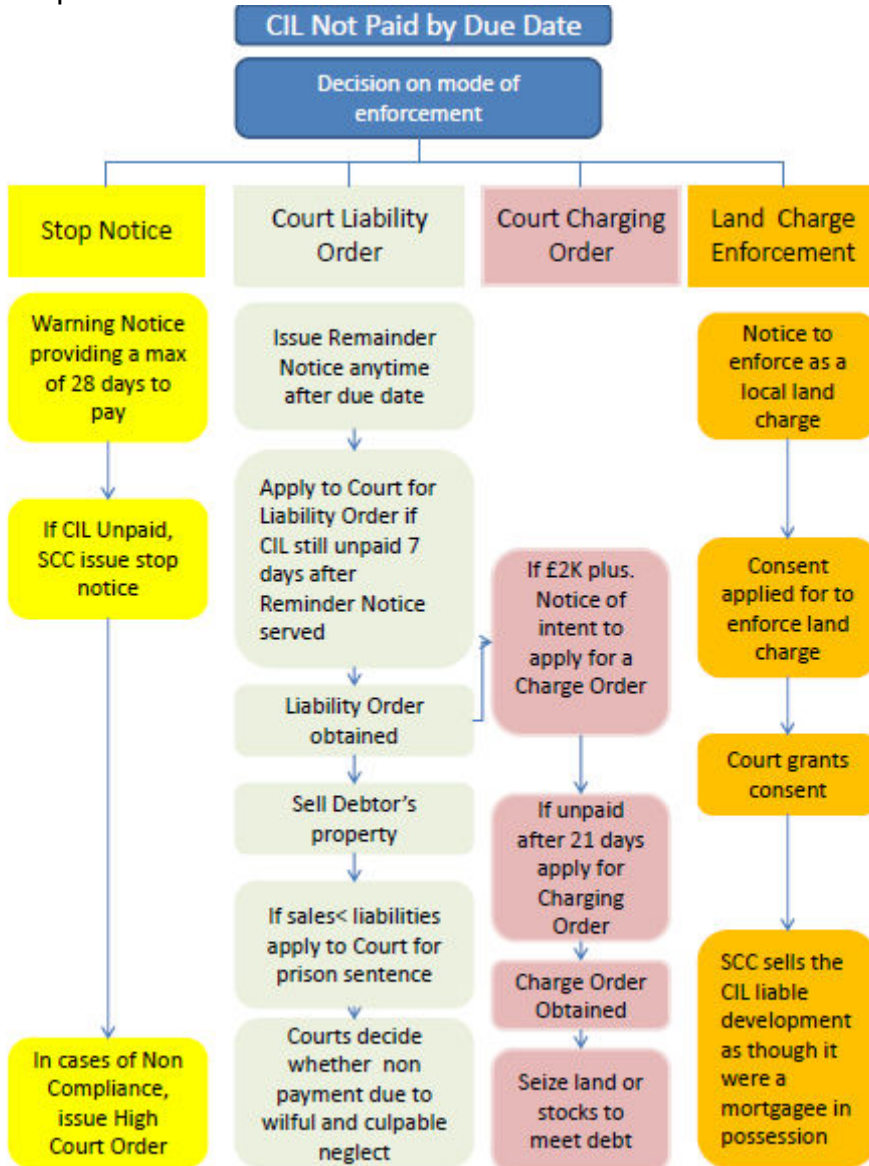 CIL Not Paid by Due Date
Decision on mode of
enforcement
Stop Notice
Warning Notice
providing a max
of 28 days to
pay
If CIL Unpaid,
SCC issue stop
notice
In cases of Non
Compliance,
issue High
Court Order
Court Liability
Order
Issue Remainder
Notice anytime
after due date
Apply to Court for
Liability Order if
CIL still unpaid 7
days after
Reminder Notice
served
Liability Order
obtained
Sell Debtor's
property
If sales< liabilities
apply to Court for
prison sentence
Courts decide
whether non
payment due to
wilful and culpable
neglect
Court Charging
Order
If £2K plus.
Notice of
intent to
apply for a
Charge Order
If unpaid
after 21 days
apply for
Charging
Order
Charge Order
Obtained
Seize land or
stocks to
meet debt
Land Charge
Enforcement
Notice to
enforce as a
local land
charge
Consent
applied for to
enforce land
charge
Court grants
consent
SCC sells the
CIL liable
development
as though it
were a
mortgagee in
possession